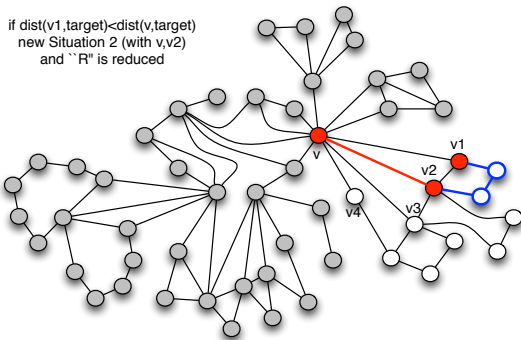 if dist(v1,target)<dist(v,target)
new Situation 2 (with v,v2)
and ``R" is reduced
v1
v
v2
v4
v3